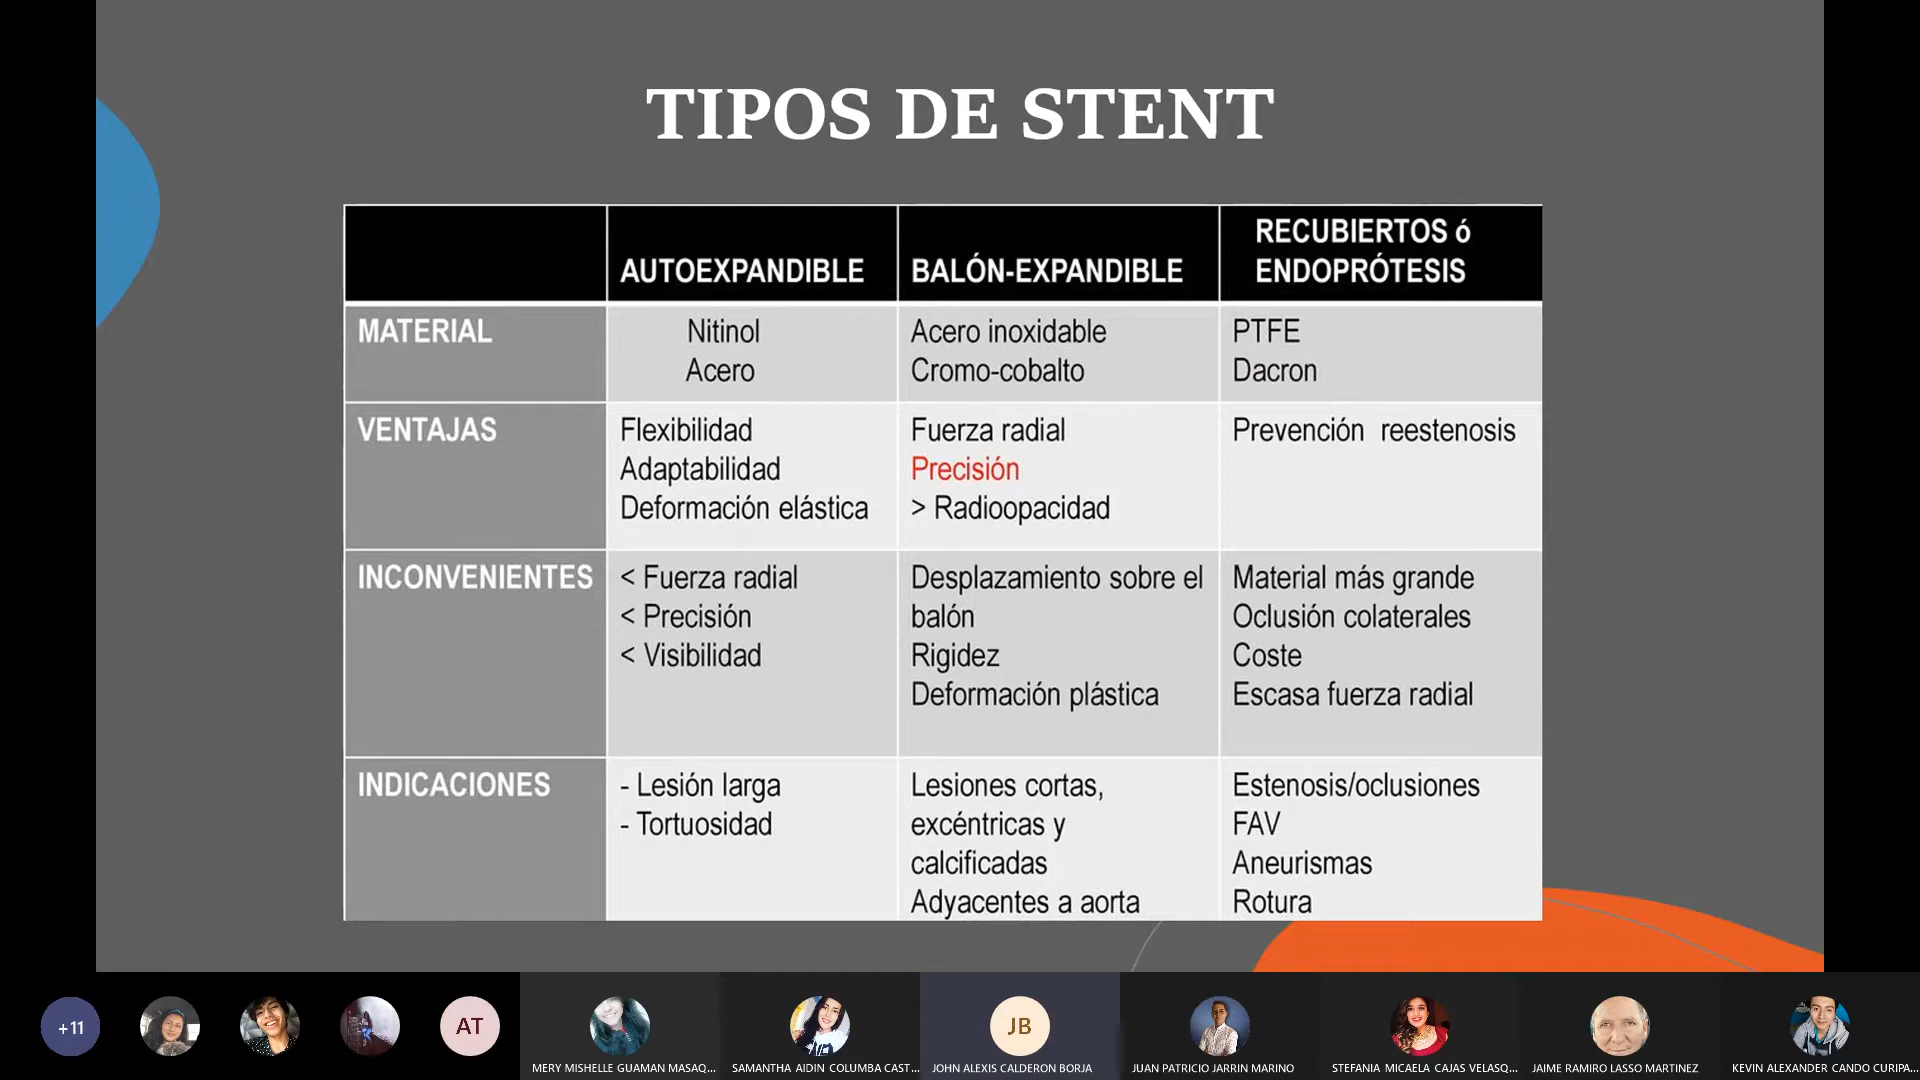 TIPOS DE STENT
AUTOEXPANDIBLE
BALÓN-EXPANDIBLE
RECUBIERTOS ó
ENDOPRÓTESIS
MATERIAL
Nitinol
Acero
Acero inoxidable
Cromo-cobalto
PTFE
Dacron
VENTAJAS
Flexibilidad
Adaptabilidad
Deformación elástica
Fuerza radial
Precisión
> Radioopacidad
Prevención reestenosis
INCONVENIENTES
< Fuerza radial
< Precisión
< Visibilidad
Desplazamiento sobre el
balón
Rigidez
Deformación plástica
Material más grande
Oclusión colaterales
Coste
Escasa fuerza radial
INDICACIONES
- Lesión larga
- Tortuosidad
Lesiones cortas,
excéntricas y
calcificadas
Adyacentes a aorta
Estenosis/oclusiones
FAV
Aneurismas
Rotura
+11
AT
JB
MERY MISHELLE GUAMAN MASAQ...
SAMANTHA AIDIN COLUMBA CAST...
JOHN ALEXIS CALDERON BORJA
JUAN PATRICIO JARRIN MARINO
STEFANIA MICAELA CAJAS VELASQ...
JAIME RAMIRO LASSO MARTINEZ
KEVIN ALEXANDER CANDO CURIPA...